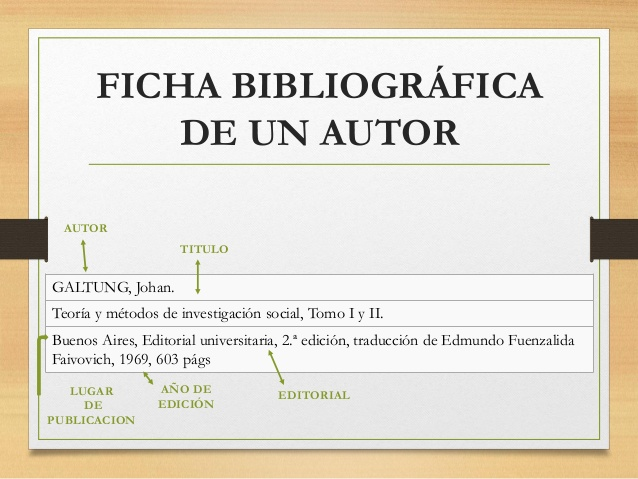 FICHA BIBLIOGRÁFICA
DE UN AUTOR
AUTOR
TITULO
GALTUNG, Johan.
Teoría y métodos de investigación social, Tomo I y II.
Buenos Aires, Editorial universitaria, 2.ª edición, traducción de Edmundo Fuenzalida
Faivovich, 1969, 603 págs
LUGAR
DE
PUBLICACION
AÑO DE
EDICIÓN
EDITORIAL